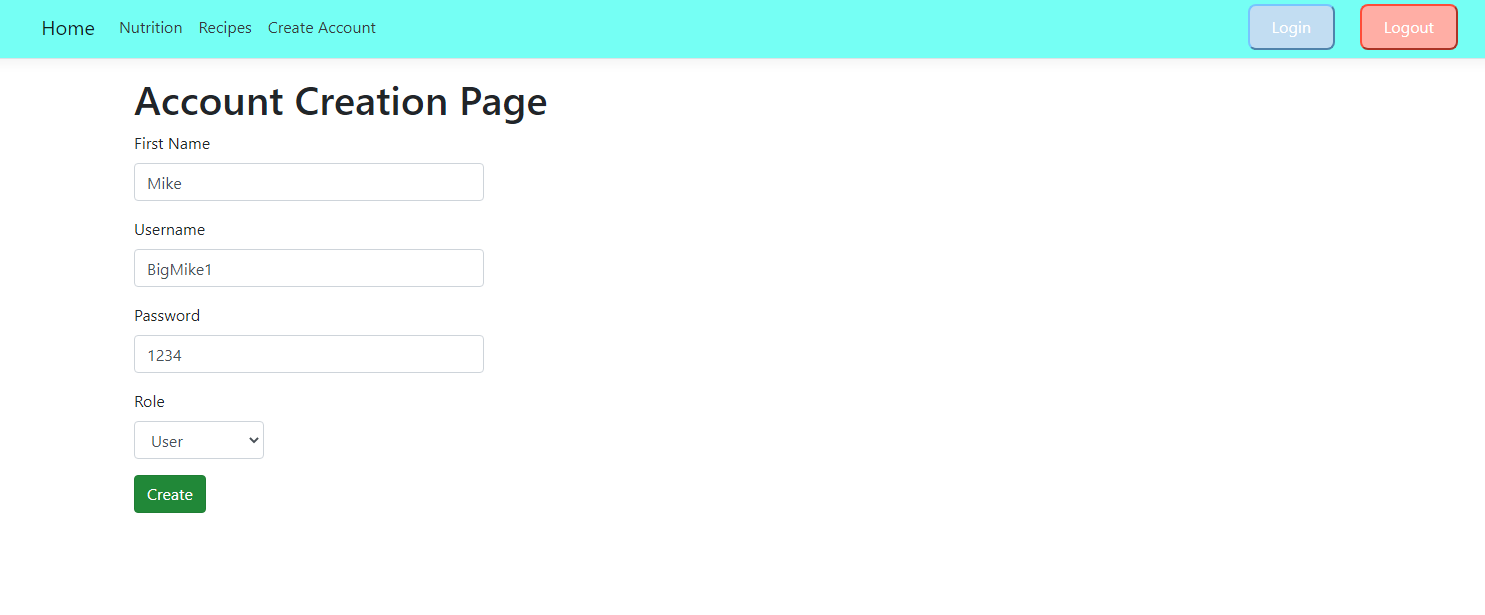 Home Nutrition Recipes Create Account Login Logout
Account Creation Page
First Name
Mike
Username
BigMike1
Password
1234
Role
User
Create